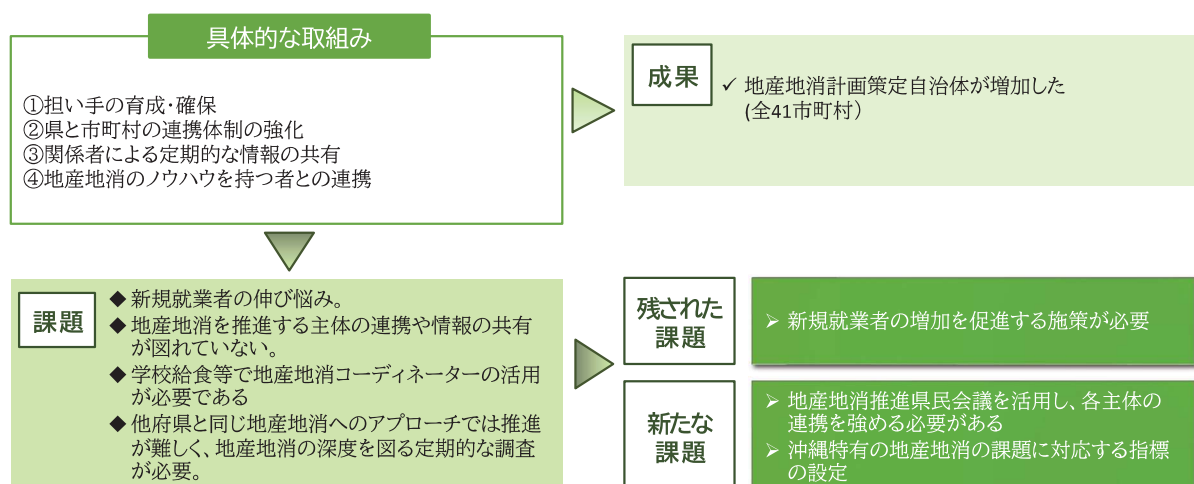 具体的な取組み
①担い手の育成・確保
②県と市町村の連携体制の強化
③関係者による定期的な情報の共有
④地産地消のノウハウを持つ者との連携
成果
✓ 地産地消計画策定自治体が増加した
(全41市町村）
課題
◆ 新規就業者の伸び悩み。
◆ 地産地消を推進する主体の連携や情報の共有
が図れていない。
◆ 学校給食等で地産地消コーディネーターの活用
が必要である
◆ 他府県と同じ地産地消へのアプローチでは推進
が難しく、地産地消の深度を図る定期的な調査
が必要。
残された
課題
➢ 新規就業者の増加を促進する施策が必要
新たな
課題
➢ 地産地消推進県民会議を活用し、各主体の
連携を強める必要がある
➢ 沖縄特有の地産地消の課題に対応する指標
の設定